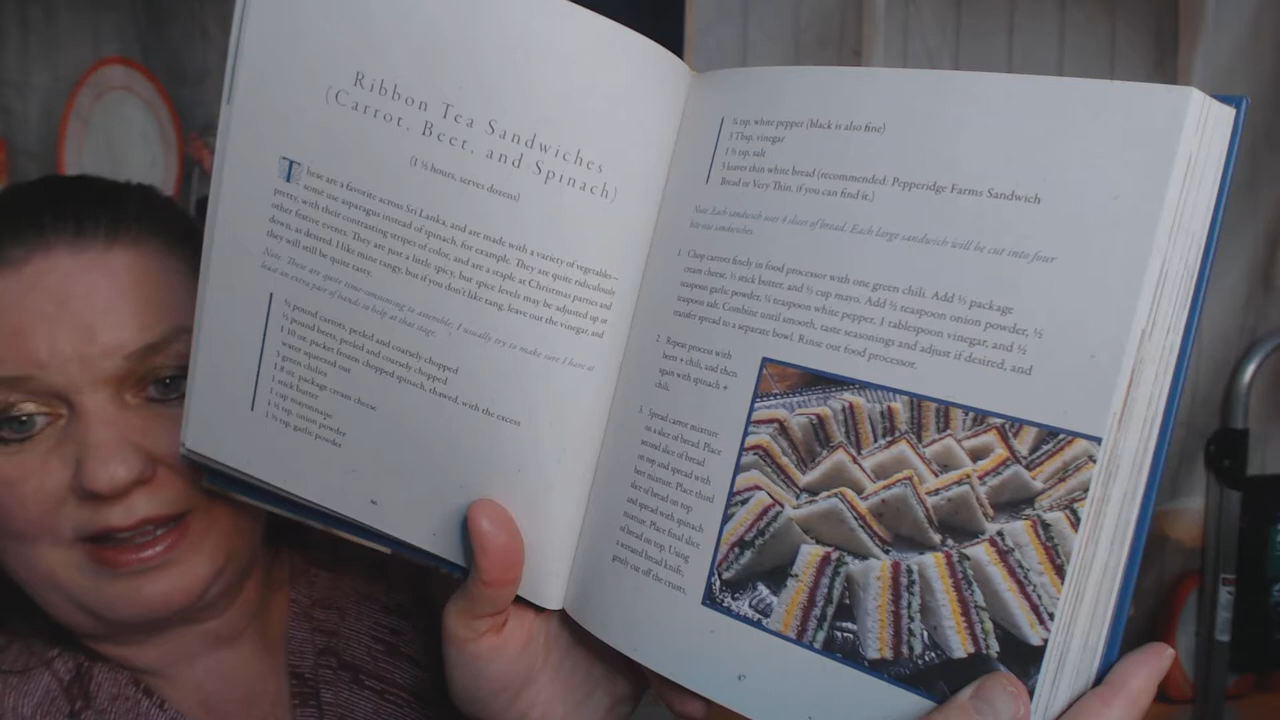 Ribbon Tea Sandwiches
(Carrot, Beet, and Spinach)
(1 ½ hours, serves dozens)
These are a favorite across Sri Lanka, and are made with a variety of vegetables—
some use asparagus instead of spinach, for example. They are quite ridiculously
pretty, with their contrasting stripes of color, and are a staple at Christmas parties and
other festive events. They are just a little spicy, but spice levels may be adjusted up or
down, as desired. I like mine tangy, but if you don't like tang, leave out the vinegar, and
they will still be quite tasty.
Note: These are quite time-consuming to assemble; I usually try to make sure I have at
least an extra pair of hands to help at that stage.
pound carrots, peeled and coarsely chopped
pound beets, peeled and coarsely chopped
1 10 oz. packet frozen chopped spinach, thawed, with the excess
water squeezed out
3 green chilies
1 8 oz. package cream cheese
1 stick butter
1 cup mayonnaise
tsp. onion powder
1 ½ tsp. garlic powder
¾ tsp. white pepper (black is also fine)
3 Tbsp. vinegar
1 ½ tsp. salt
3 loaves thin white bread (recommended: Pepperidge Farms Sandwich
Bread or Very Thin, if you can find it.)
Note: Each sandwich uses 4 slices of bread. Each large sandwich will be cut into four
bite-size sandwiches.
1. Chop carrots finely in food processor with one green chili. Add ⅓ package
cream cheese, ⅓ stick butter, and ⅓ cup mayo. Add ½ teaspoon onion powder, ½
teaspoon garlic powder, ¼ teaspoon white pepper, 1 tablespoon vinegar, and ½
teaspoon salt. Combine until smooth, taste seasonings and adjust if desired, and
transfer spread to a separate bowl. Rinse out food processor.
2. Repeat process with
beets + chili, and then
again with spinach +
chili.
3. Spread carrot mixture
on a slice of bread. Place
second slice of bread
on top and spread with
beet mixture. Place third
slice of bread on top
and spread with spinach
mixture. Place final slice
of bread on top. Using
a serrated bread knife,
gently cut off the crusts,
47